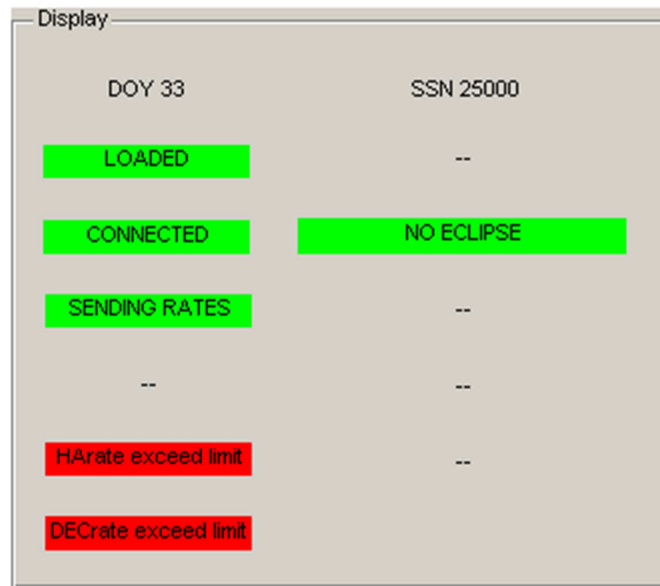 Display
DOY 33 SSN 25000
LOADED --
CONNECTED NO ECLIPSE
SENDING RATES --
-- --
HArate exceed limit --
DECrate exceed limit